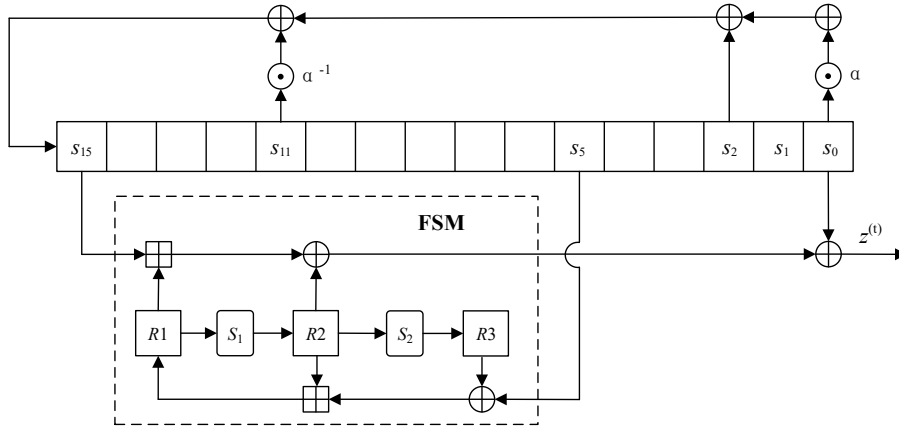 α⁻¹
α
s₁₅ s₁₁ s₅ s₂ s₁ s₀
FSM
z⁽ᵗ⁾
R1 S₁ R2 S₂ R3